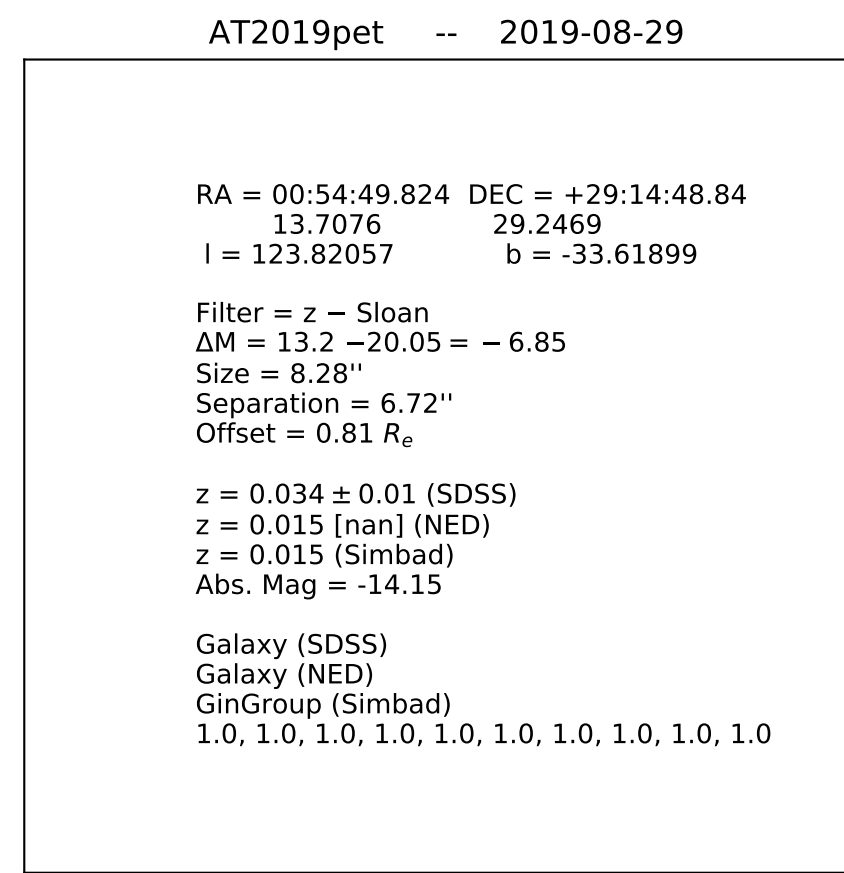 AT2019pet -- 2019-08-29
RA = 00:54:49.824 DEC = +29:14:48.84
13.7076 29.2469
l = 123.82057 b = -33.61899
Filter = z − Sloan
ΔM = 13.2 −20.05 = − 6.85
Size = 8.28''
Separation = 6.72''
Offset = 0.81 Re
z = 0.034 ± 0.01 (SDSS)
z = 0.015 [nan] (NED)
z = 0.015 (Simbad)
Abs. Mag = -14.15
Galaxy (SDSS)
Galaxy (NED)
GinGroup (Simbad)
1.0, 1.0, 1.0, 1.0, 1.0, 1.0, 1.0, 1.0, 1.0, 1.0